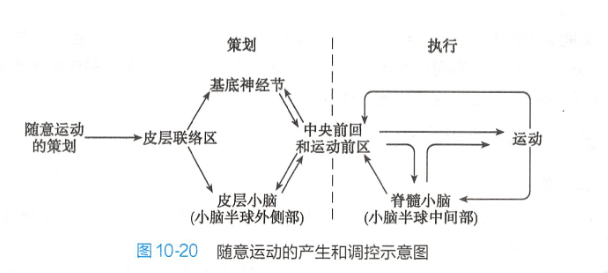 策划
执行
基底神经节
随意运动
的策划
皮层联络区
中央前回
和运动前区
运动
皮层小脑
(小脑半球外侧部)
脊髓小脑
(小脑半球中间部)
图10-20 随意运动的产生和调控示意图